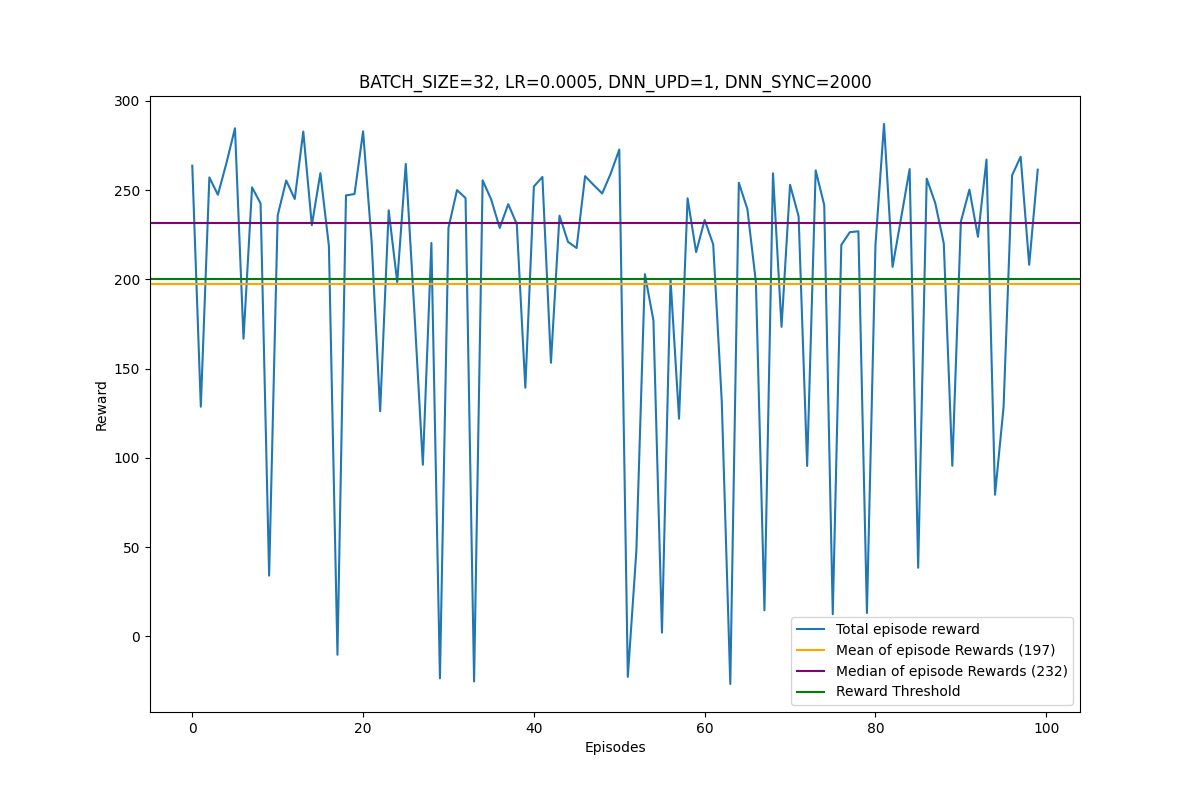 BATCH_SIZE=32, LR=0.0005, DNN_UPD=1, DNN_SYNC=2000
300
250
200
150
100
50
0
Reward
Total episode reward
Mean of episode Rewards (197)
Median of episode Rewards (232)
Reward Threshold
0 20 40 60 80 100
Episodes